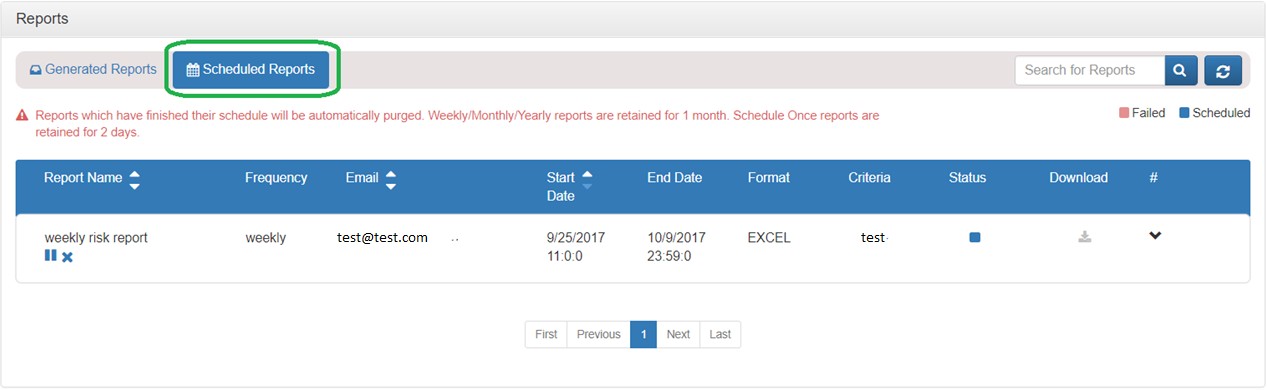 Reports
Generated Reports
Scheduled Reports
Search for Reports
Reports which have finished their schedule will be automatically purged. Weekly/Monthly/Yearly reports are retained for 1 month. Schedule Once reports are
retained for 2 days.
Failed
Scheduled
Report Name Frequency Email Start End Date Format Criteria Status Download #
Date
weekly risk report weekly test@test.com 9/25/2017 10/9/2017 EXCEL test
11:0:0 23:59:0
First Previous 1 Next Last